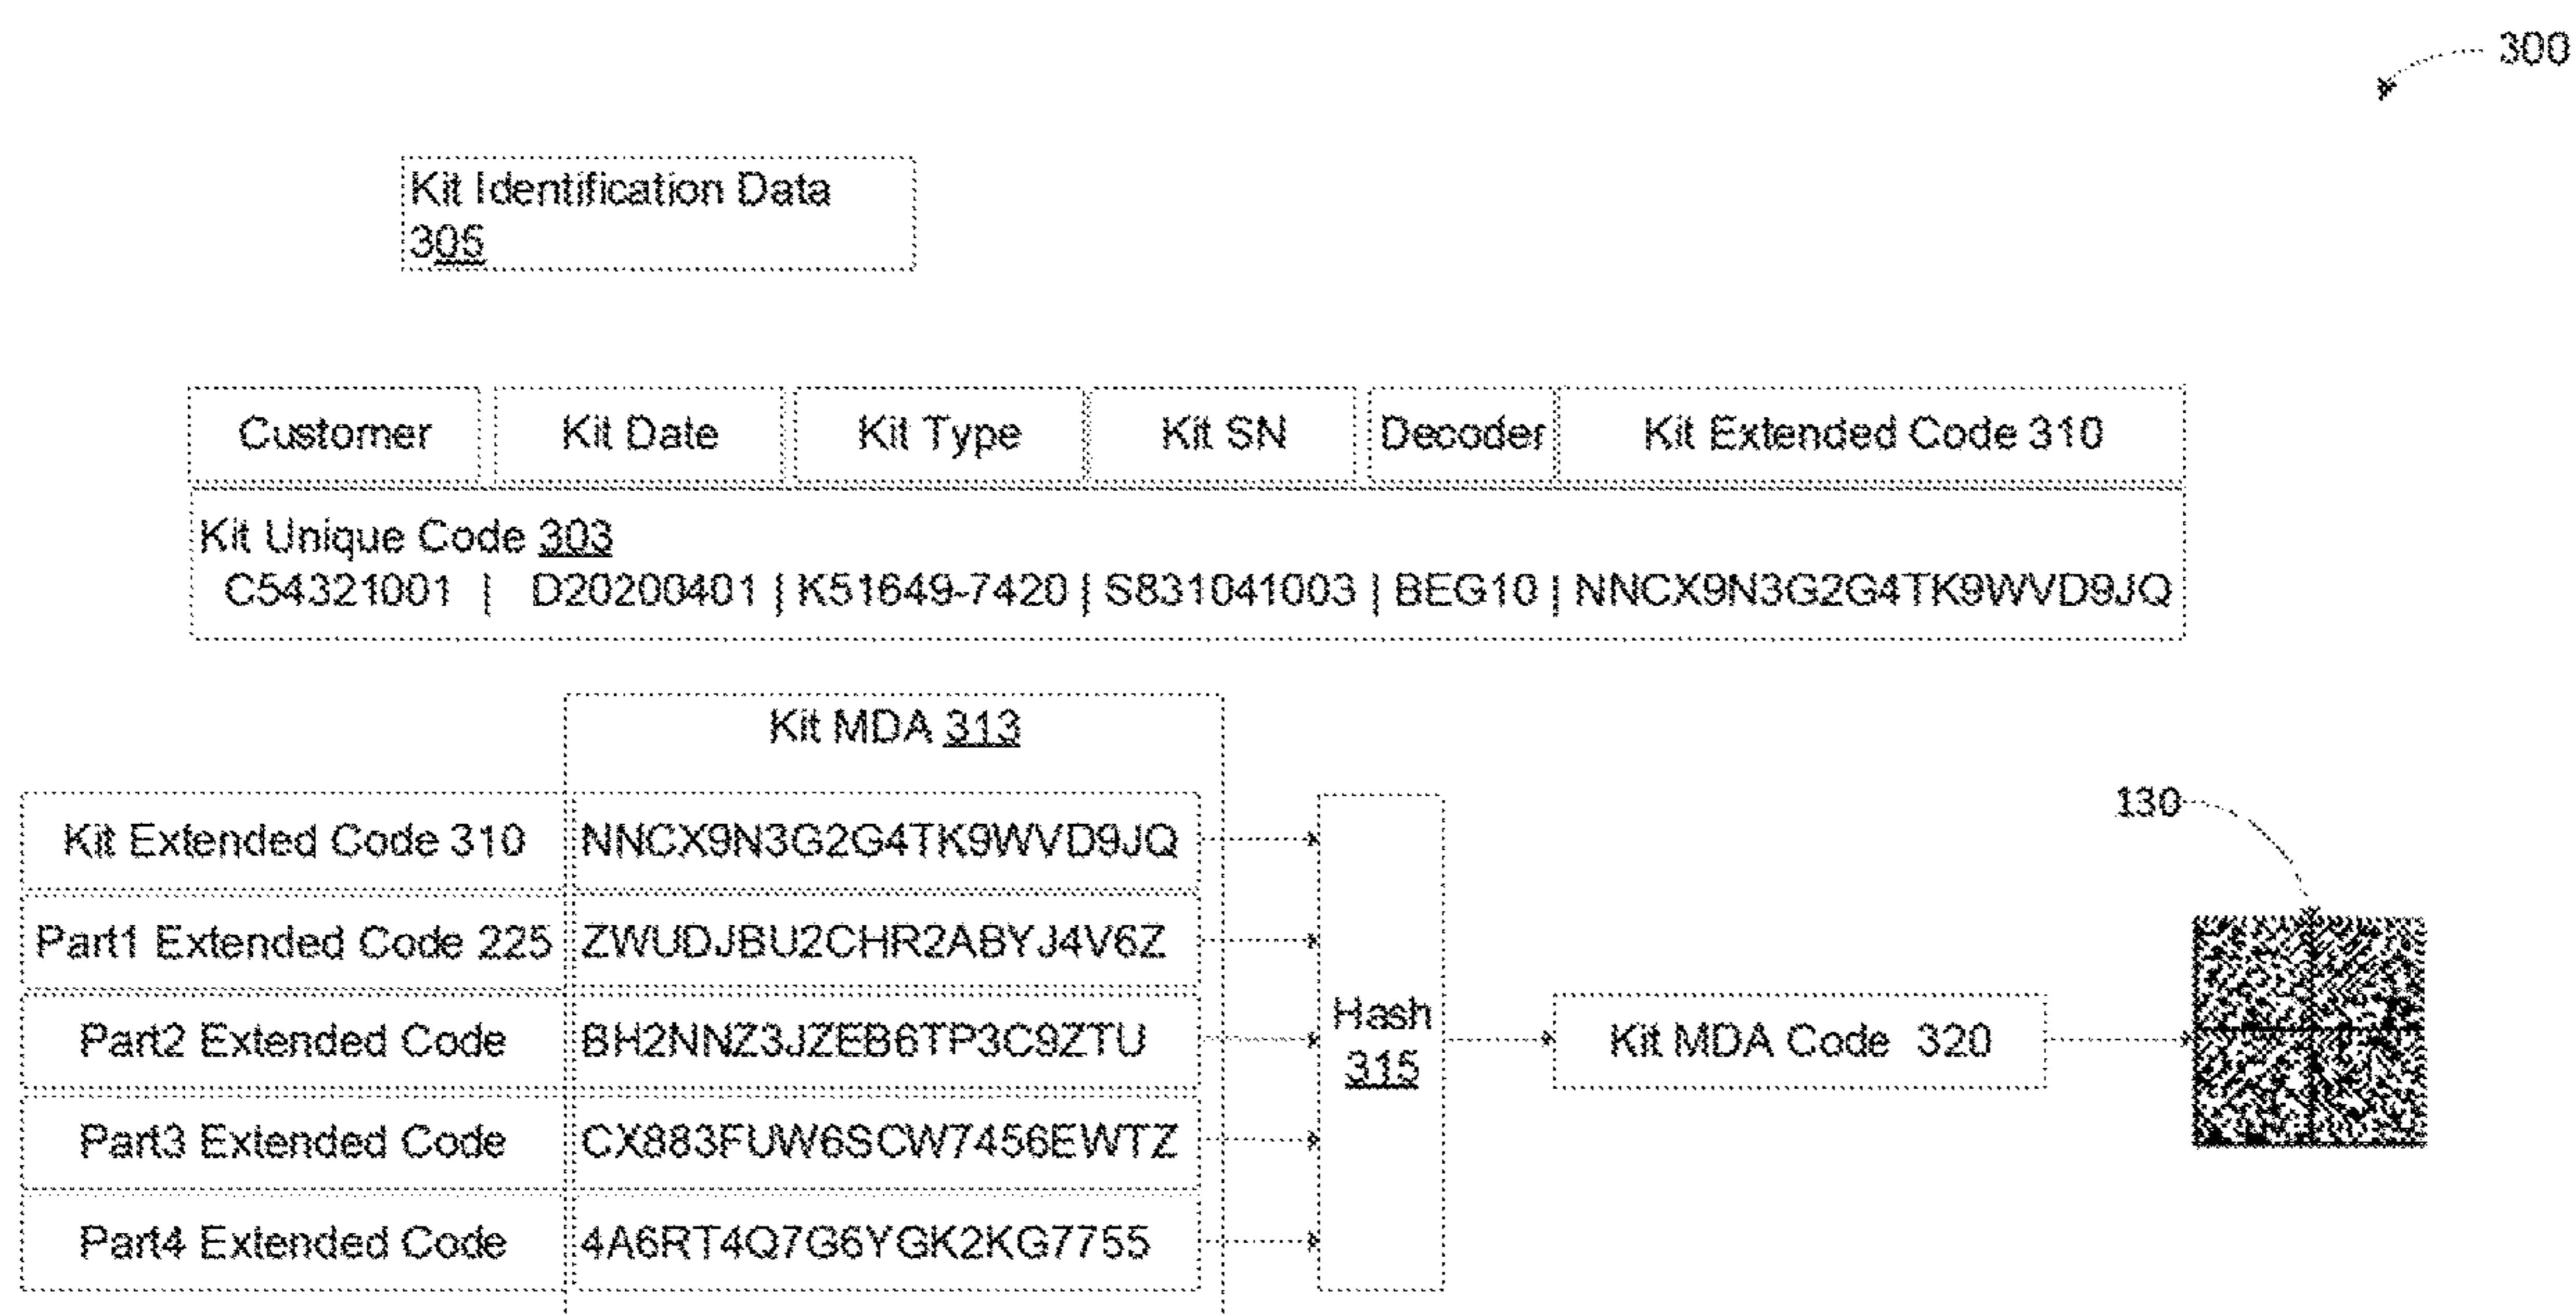 300
Kit Identification Data
305
Customer Kit Date Kit Type Kit SN Decoder Kit Extended Code 310
Kit Unique Code 303
C54321001 | D20200401 | K51649-7420 | S831041003 | BEG10 | NNCX9N3G2G4TK9WVD9JQ
Kit MDA 313
130
Kit Extended Code 310 NNCX9N3G2G4TK9WVD9JQ
Part1 Extended Code 225 ZWUDJBU2CHR2ABYJ4V6Z
Part2 Extended Code BH2NNZ3JZEB6TP3C9ZTU
Hash
315
Kit MDA Code 320
Part3 Extended Code CX883FUW6SCW7456EWTZ
Part4 Extended Code 4A6RT4Q7G6YGK2KG7755